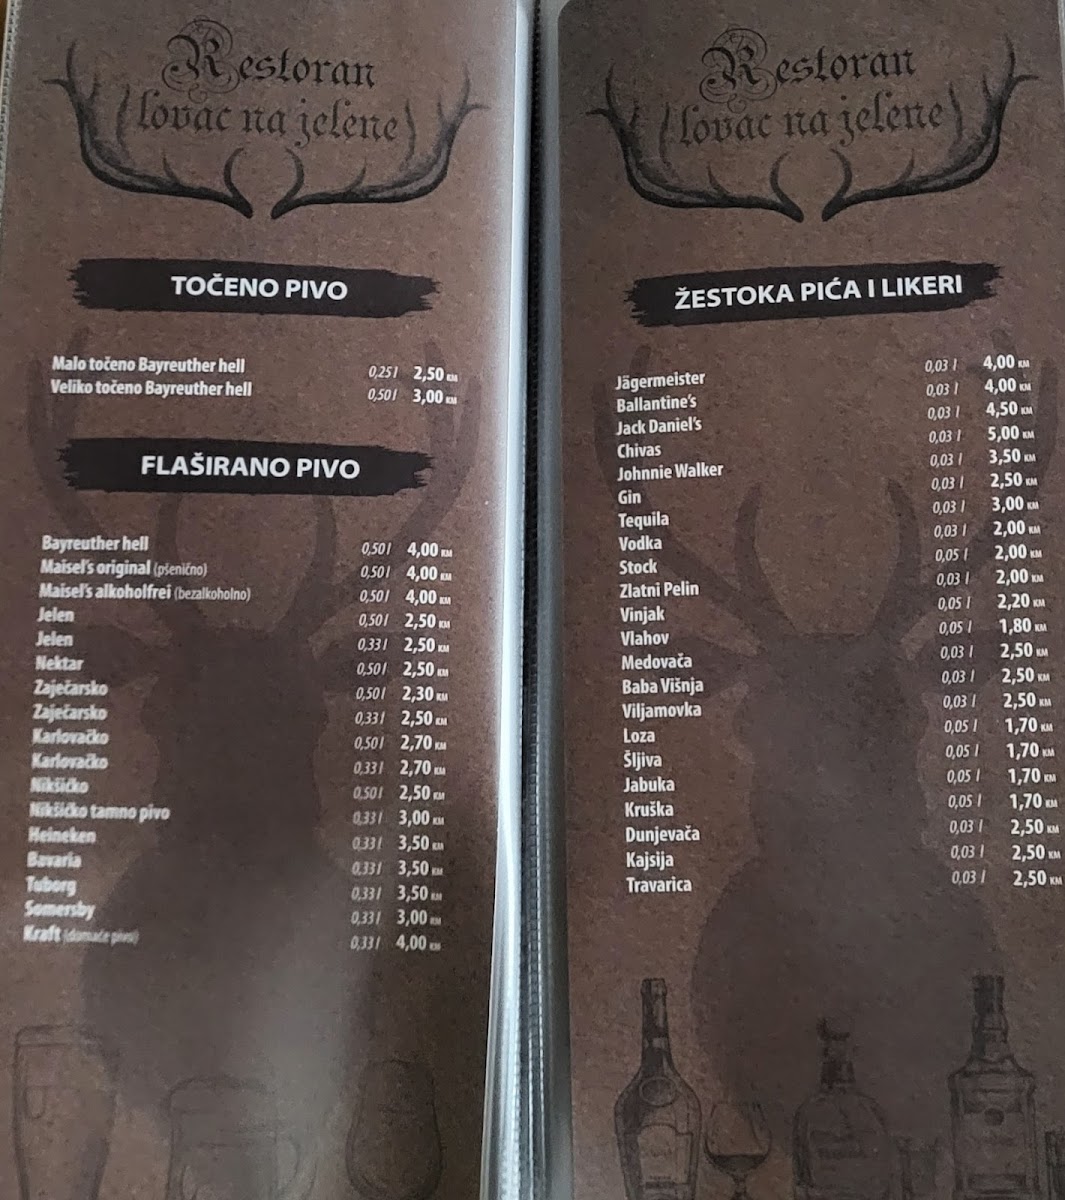 Restoran
lovac na jelene
TOČENO PIVO
Malo točeno Bayreuther hell 0,25 l 2,50 KM
Veliko točeno Bayreuther hell 0,50 l 3,00 KM
FLAŠIRANO PIVO
Bayreuther hell 0,50 l 4,00 KM
Maisel's original (pšenično) 0,50 l 4,00 KM
Maisel's alkoholfrei (bezalkoholno) 0,50 l 4,00 KM
Jelen 0,50 l 2,50 KM
Jelen 0,33 l 2,50 KM
Nektar 0,50 l 2,50 KM
Zaječarsko 0,50 l 2,30 KM
Zaječarsko 0,33 l 2,50 KM
Karlovačko 0,50 l 2,70 KM
Karlovačko 0,33 l 2,70 KM
Nikšičko 0,50 l 2,50 KM
Nikšičko tamno pivo 0,33 l 3,00 KM
Heineken 0,33 l 3,50 KM
Bavaria 0,33 l 3,50 KM
Tuborg 0,33 l 3,50 KM
Somersby 0,33 l 3,00 KM
Kraft (domaće pivo) 0,33 l 4,00 KM
Restoran
lovac na jelene
ŽESTOKA PIĆA I LIKERI
Jägermeister 0,03 l 4,00 KM
Ballantine's 0,03 l 4,00 KM
Jack Daniel's 0,03 l 4,50 KM
Chivas 0,03 l 5,00 KM
Johnnie Walker 0,03 l 3,50 KM
Gin 0,03 l 2,50 KM
Tequila 0,03 l 3,00 KM
Vodka 0,03 l 2,00 KM
Stock 0,05 l 2,00 KM
Zlatni Pelin 0,03 l 2,00 KM
Vinjak 0,05 l 2,20 KM
Vlahov 0,05 l 1,80 KM
Medovača 0,03 l 2,50 KM
Baba Višnja 0,03 l 2,50 KM
Viljamovka 0,03 l 2,50 KM
Loza 0,05 l 1,70 KM
Šljiva 0,05 l 1,70 KM
Jabuka 0,05 l 1,70 KM
Kruška 0,05 l 1,70 KM
Dunjevača 0,03 l 2,50 KM
Kajsija 0,03 l 2,50 KM
Travarica 0,03 l 2,50 KM